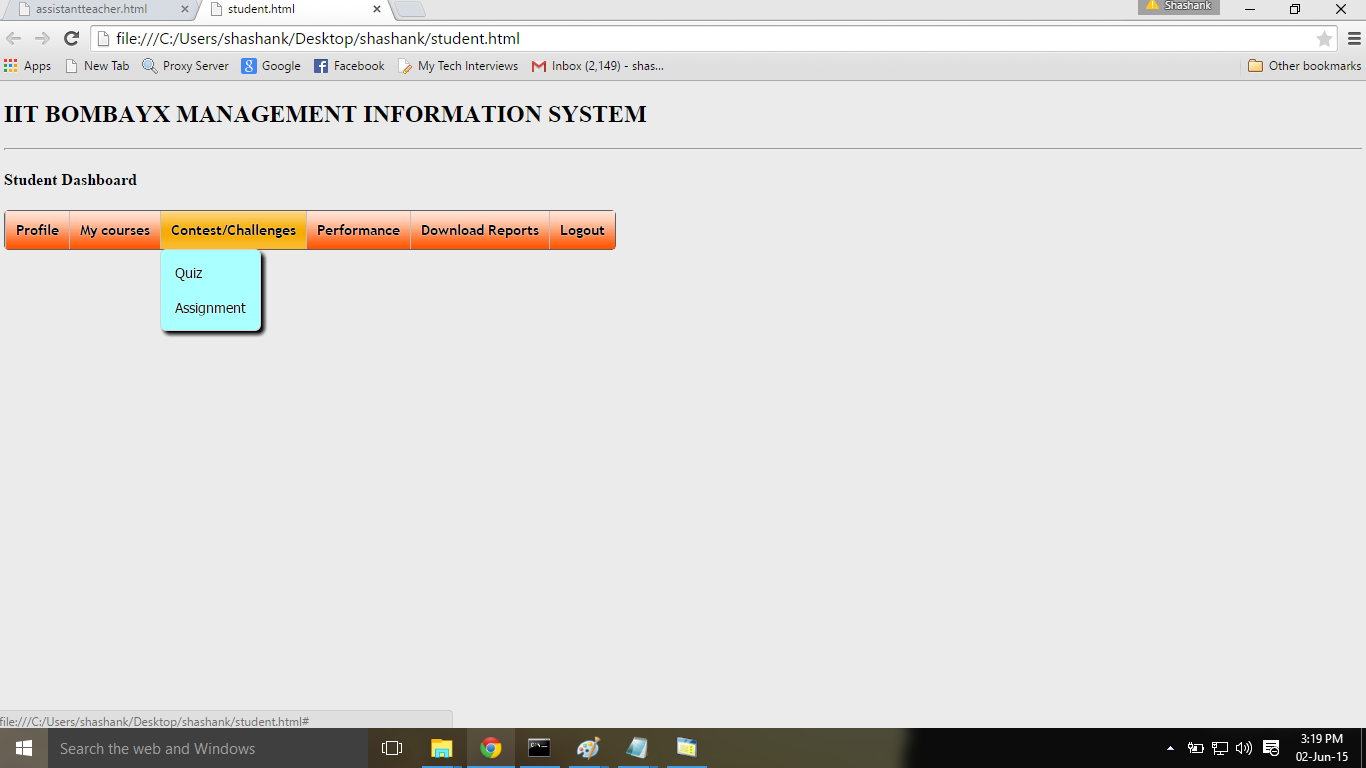 assistantteacher.html student.html Shashank
file:///C:/Users/shashank/Desktop/shashank/student.html
Apps New Tab Proxy Server Google Facebook My Tech Interviews Inbox (2,149) - shas... Other bookmarks
IIT BOMBAYX MANAGEMENT INFORMATION SYSTEM
Student Dashboard
Profile My courses Contest/Challenges Performance Download Reports Logout
Quiz
Assignment
file:///C:/Users/shashank/Desktop/shashank/student.html#
Search the web and Windows
3:19 PM
02-Jun-15